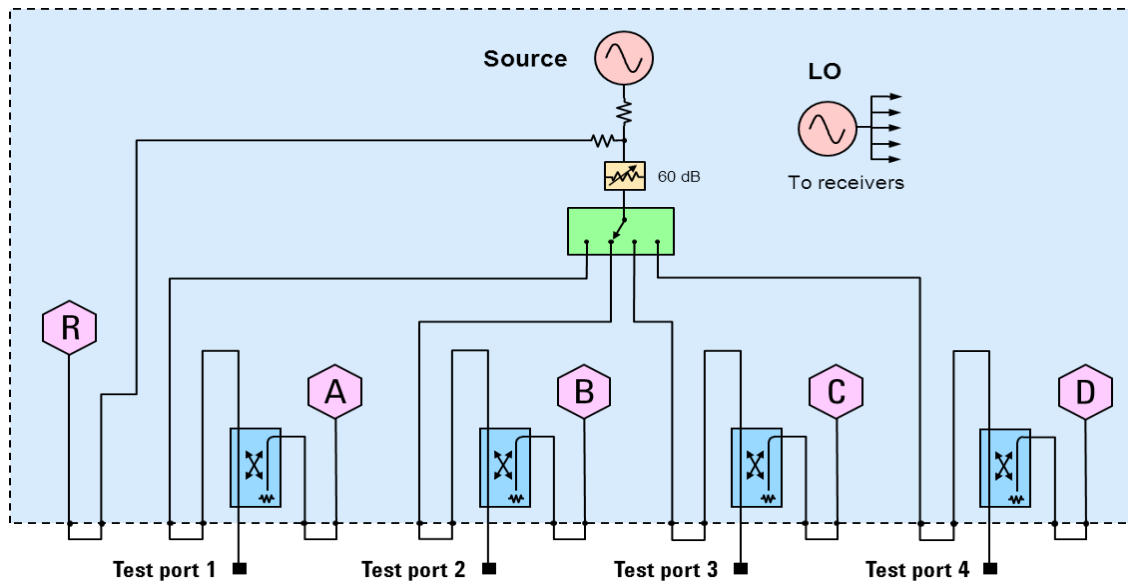 Source
LO
60 dB
To receivers
R
A
B
C
D
Test port 1
Test port 2
Test port 3
Test port 4